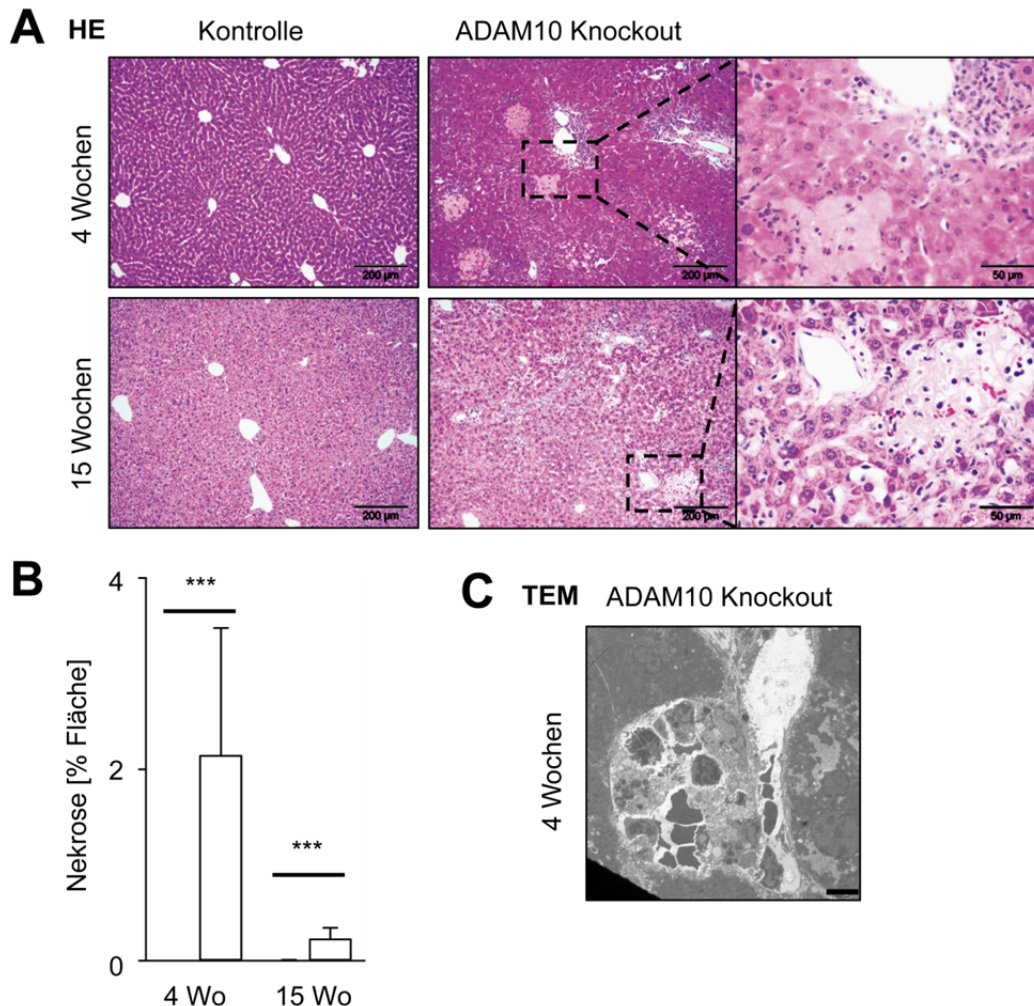 A HE Kontrolle ADAM10 Knockout
4 Wochen
200 µm
200 µm
50 µm
15 Wochen
200 µm
200 µm
50 µm
B
Nekrose [% Fläche]
4
2
0
***
***
4 Wo 15 Wo
C TEM ADAM10 Knockout
4 Wochen